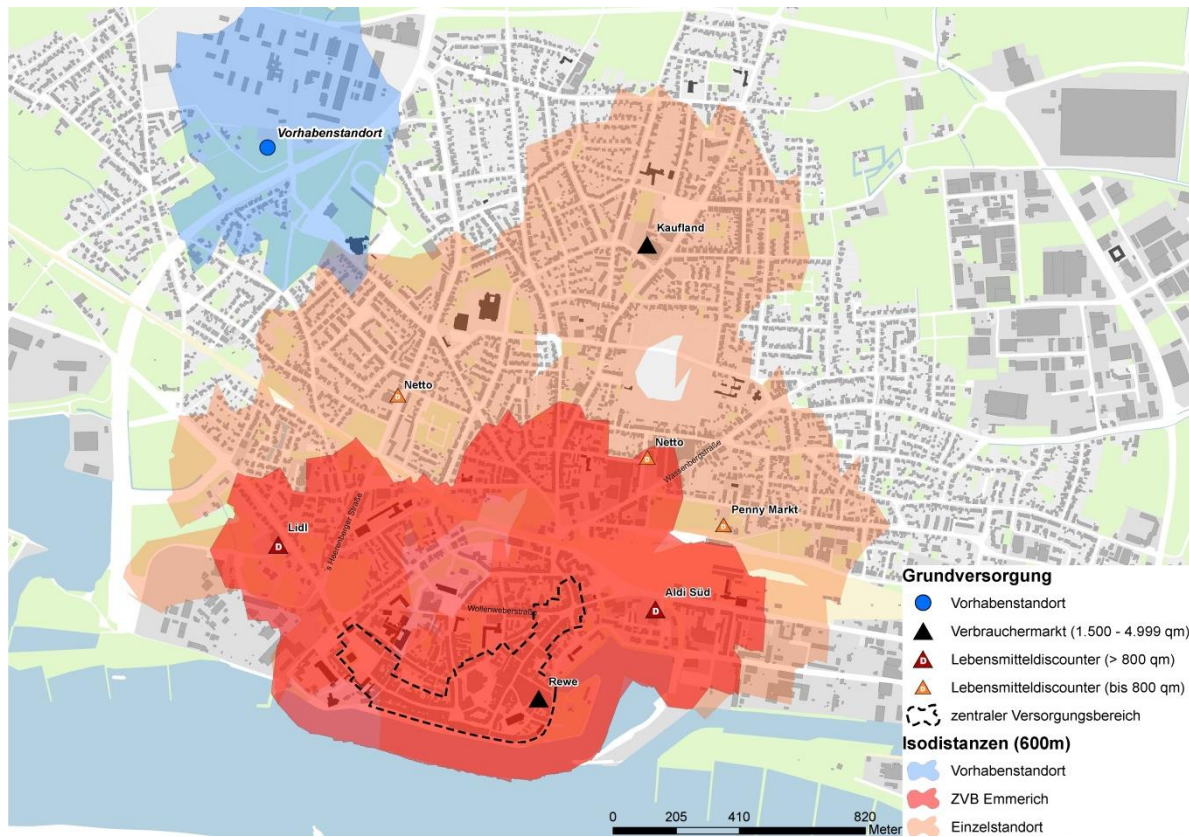 Vorhabenstandort
Kaufland
Netto
Netto
Wassenbergstraße
Penny Markt
Lidl
D
's Heerenberger Straße
Aldi Süd
D
Wollenweberstraße
Rewe
Grundversorgung
Vorhabenstandort
Verbrauchermarkt (1.500 - 4.999 qm)
D Lebensmitteldiscounter (> 800 qm)
Lebensmitteldiscounter (bis 800 qm)
zentraler Versorgungsbereich
Isodistanzen (600m)
Vorhabenstandort
ZVB Emmerich
Einzelstandort
0 205 410 820
Meter